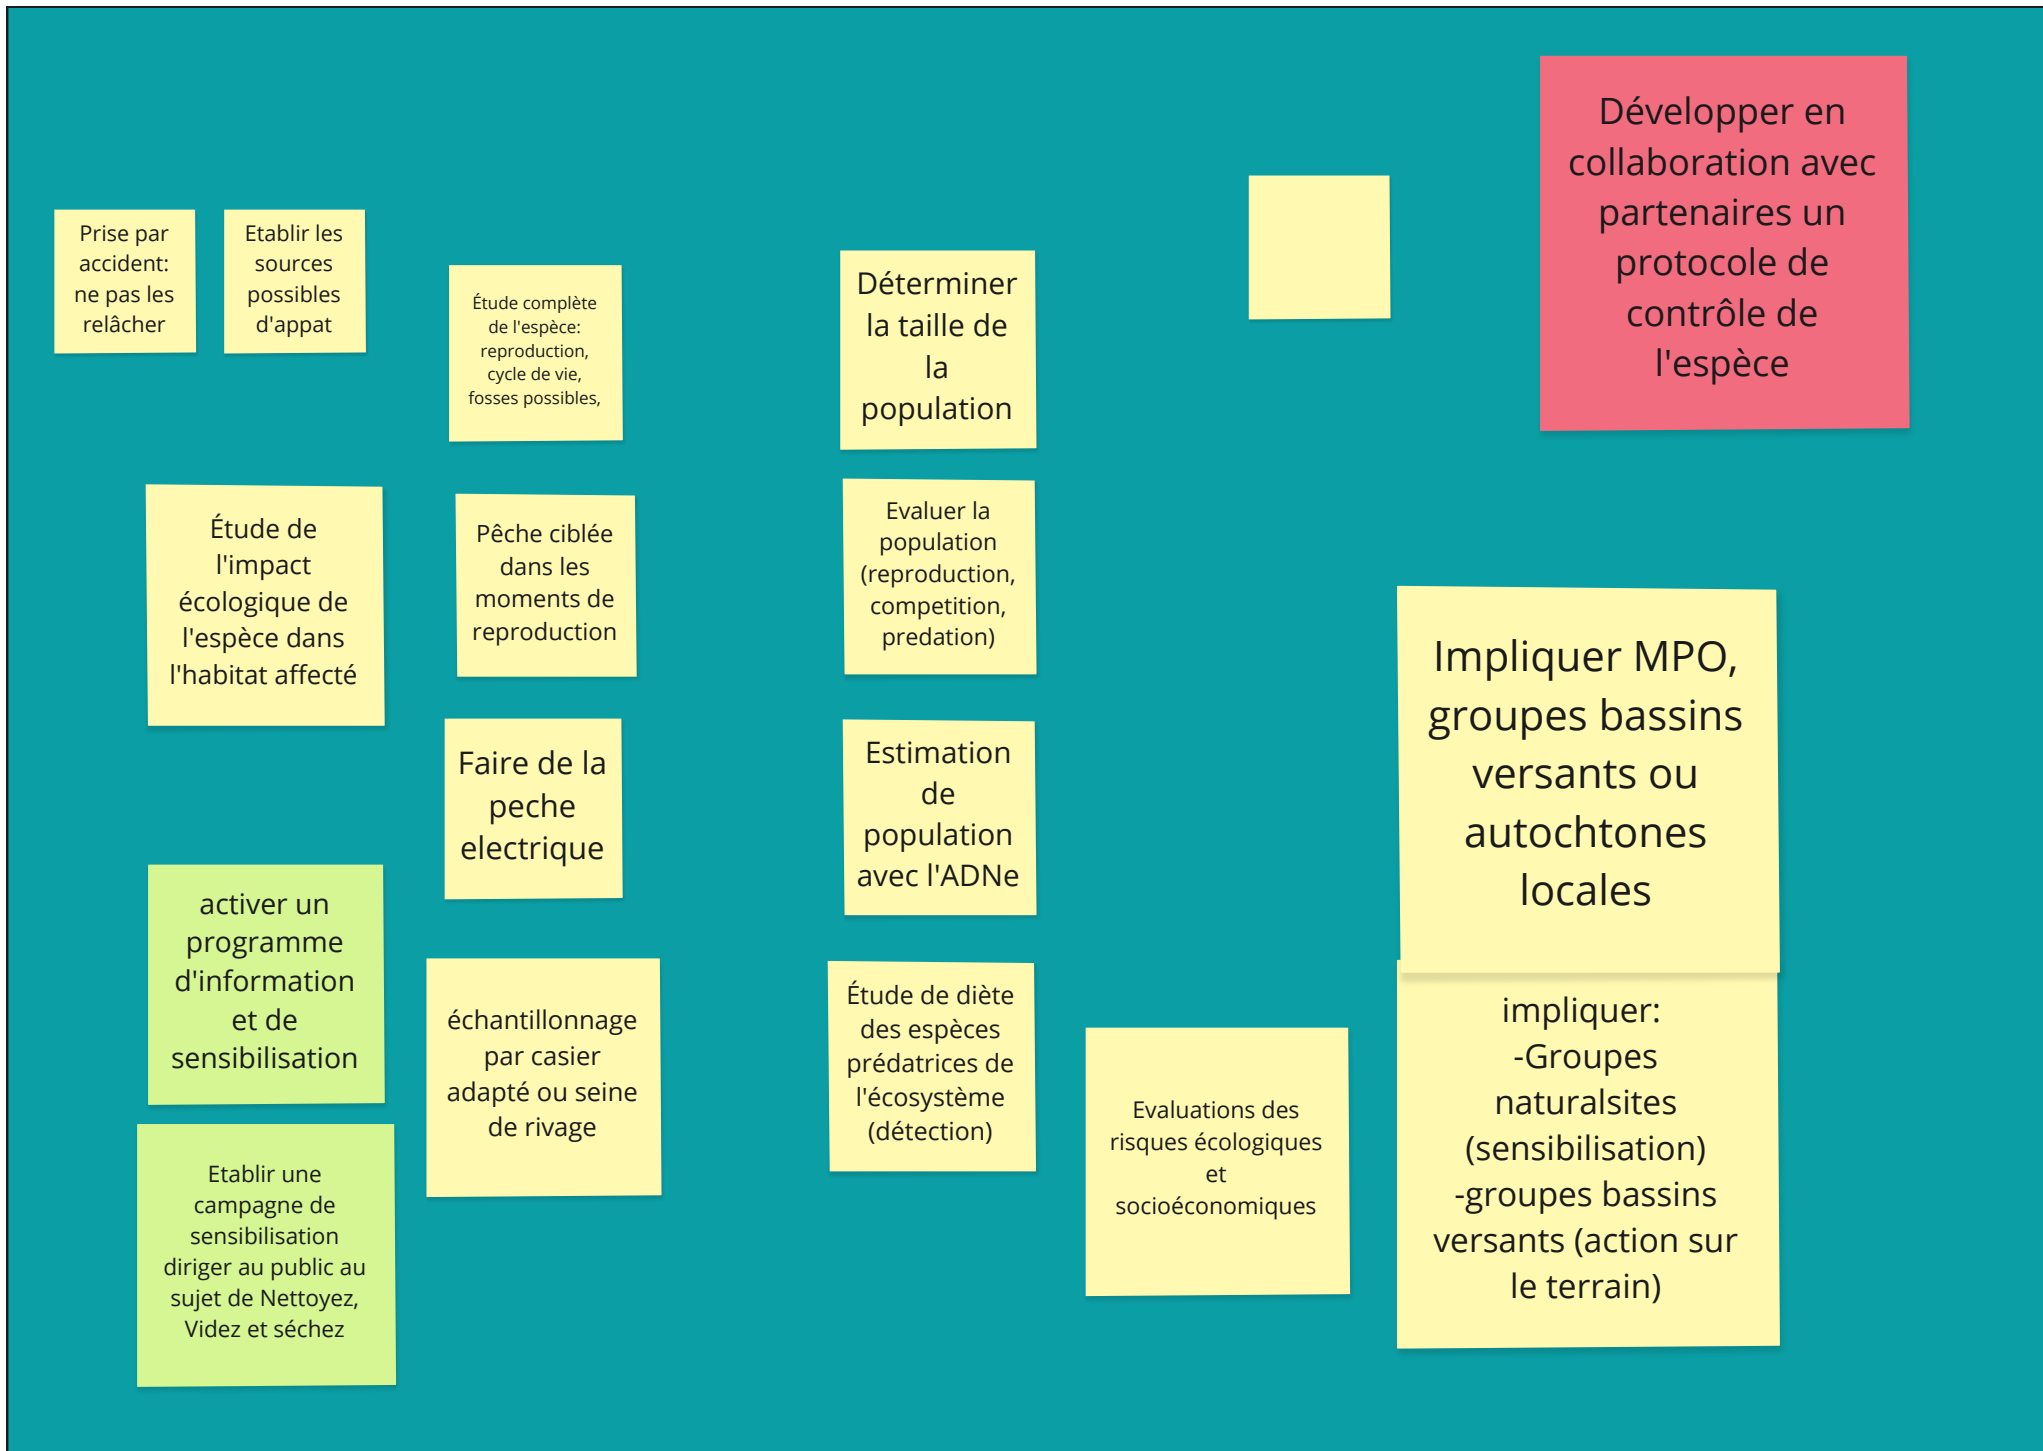 Prise par
accident:
ne pas les
relâcher
Etablir les
sources
possibles
d'appat
Étude complète
de l'espèce:
reproduction,
cycle de vie,
fosses possibles,
Déterminer
la taille de
la
population
Développer en
collaboration avec
partenaires un
protocole de
contrôle de
l'espèce
Étude de
l'impact
écologique de
l'espèce dans
l'habitat affecté
Pêche ciblée
dans les
moments de
reproduction
Evaluer la
population
(reproduction,
competition,
predation)
Impliquer MPO,
groupes bassins
versants ou
autochtones
locales
Faire de la
peche
electrique
Estimation
de
population
avec l'ADNe
activer un
programme
d'information
et de
sensibilisation
échantillonnage
par casier
adapté ou seine
de rivage
Étude de diète
des espèces
prédatrices de
l'écosystème
(détection)
Evaluations des
risques écologiques
et
socioéconomiques
impliquer:
-Groupes
naturalsites
(sensibilisation)
-groupes bassins
versants (action sur
le terrain)
Etablir une
campagne de
sensibilisation
diriger au public au
sujet de Nettoyez,
Videz et séchez